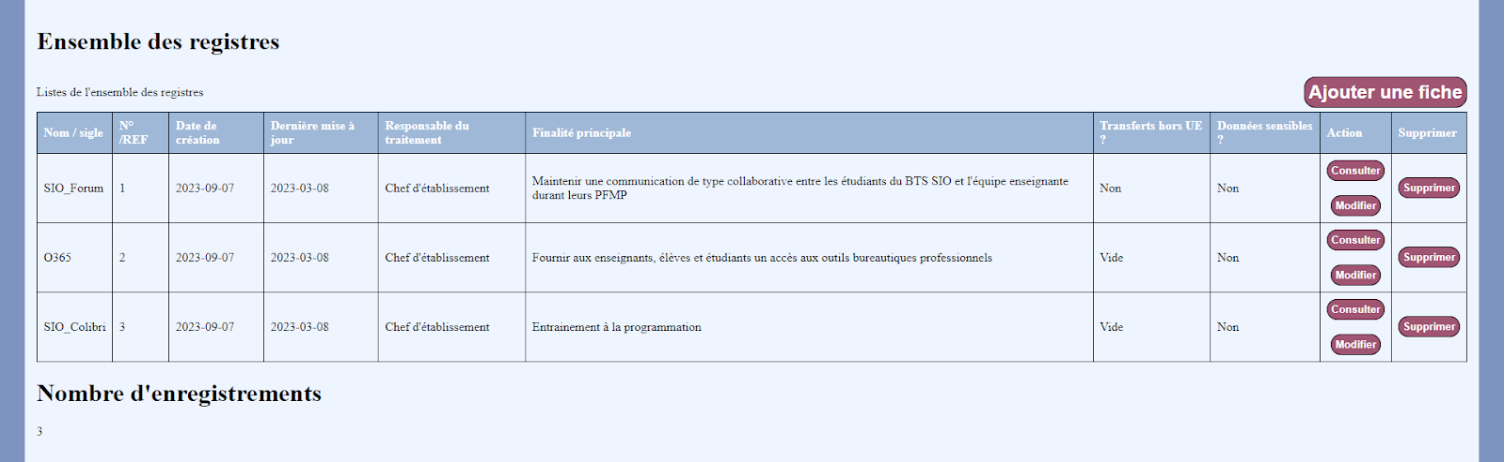 Ensemble des registres
Listes de l'ensemble des registres
Ajouter une fiche
Nom / sigle N° /REF Date de création Dernière mise à jour Responsable du traitement Finalité principale Transferts hors UE ? Données sensibles ? Action Supprimer
SIO_Forum 1 2023-09-07 2023-03-08 Chef d'établissement Maintenir une communication de type collaborative entre les étudiants du BTS SIO et l'équipe enseignante durant leurs PFMP Non Non Consulter Modifier Supprimer
O365 2 2023-09-07 2023-03-08 Chef d'établissement Fournir aux enseignants, élèves et étudiants un accès aux outils bureautiques professionnels Vide Non Consulter Modifier Supprimer
SIO_Colibri 3 2023-09-07 2023-03-08 Chef d'établissement Entrainement à la programmation Vide Non Consulter Modifier Supprimer
Nombre d'enregistrements
3